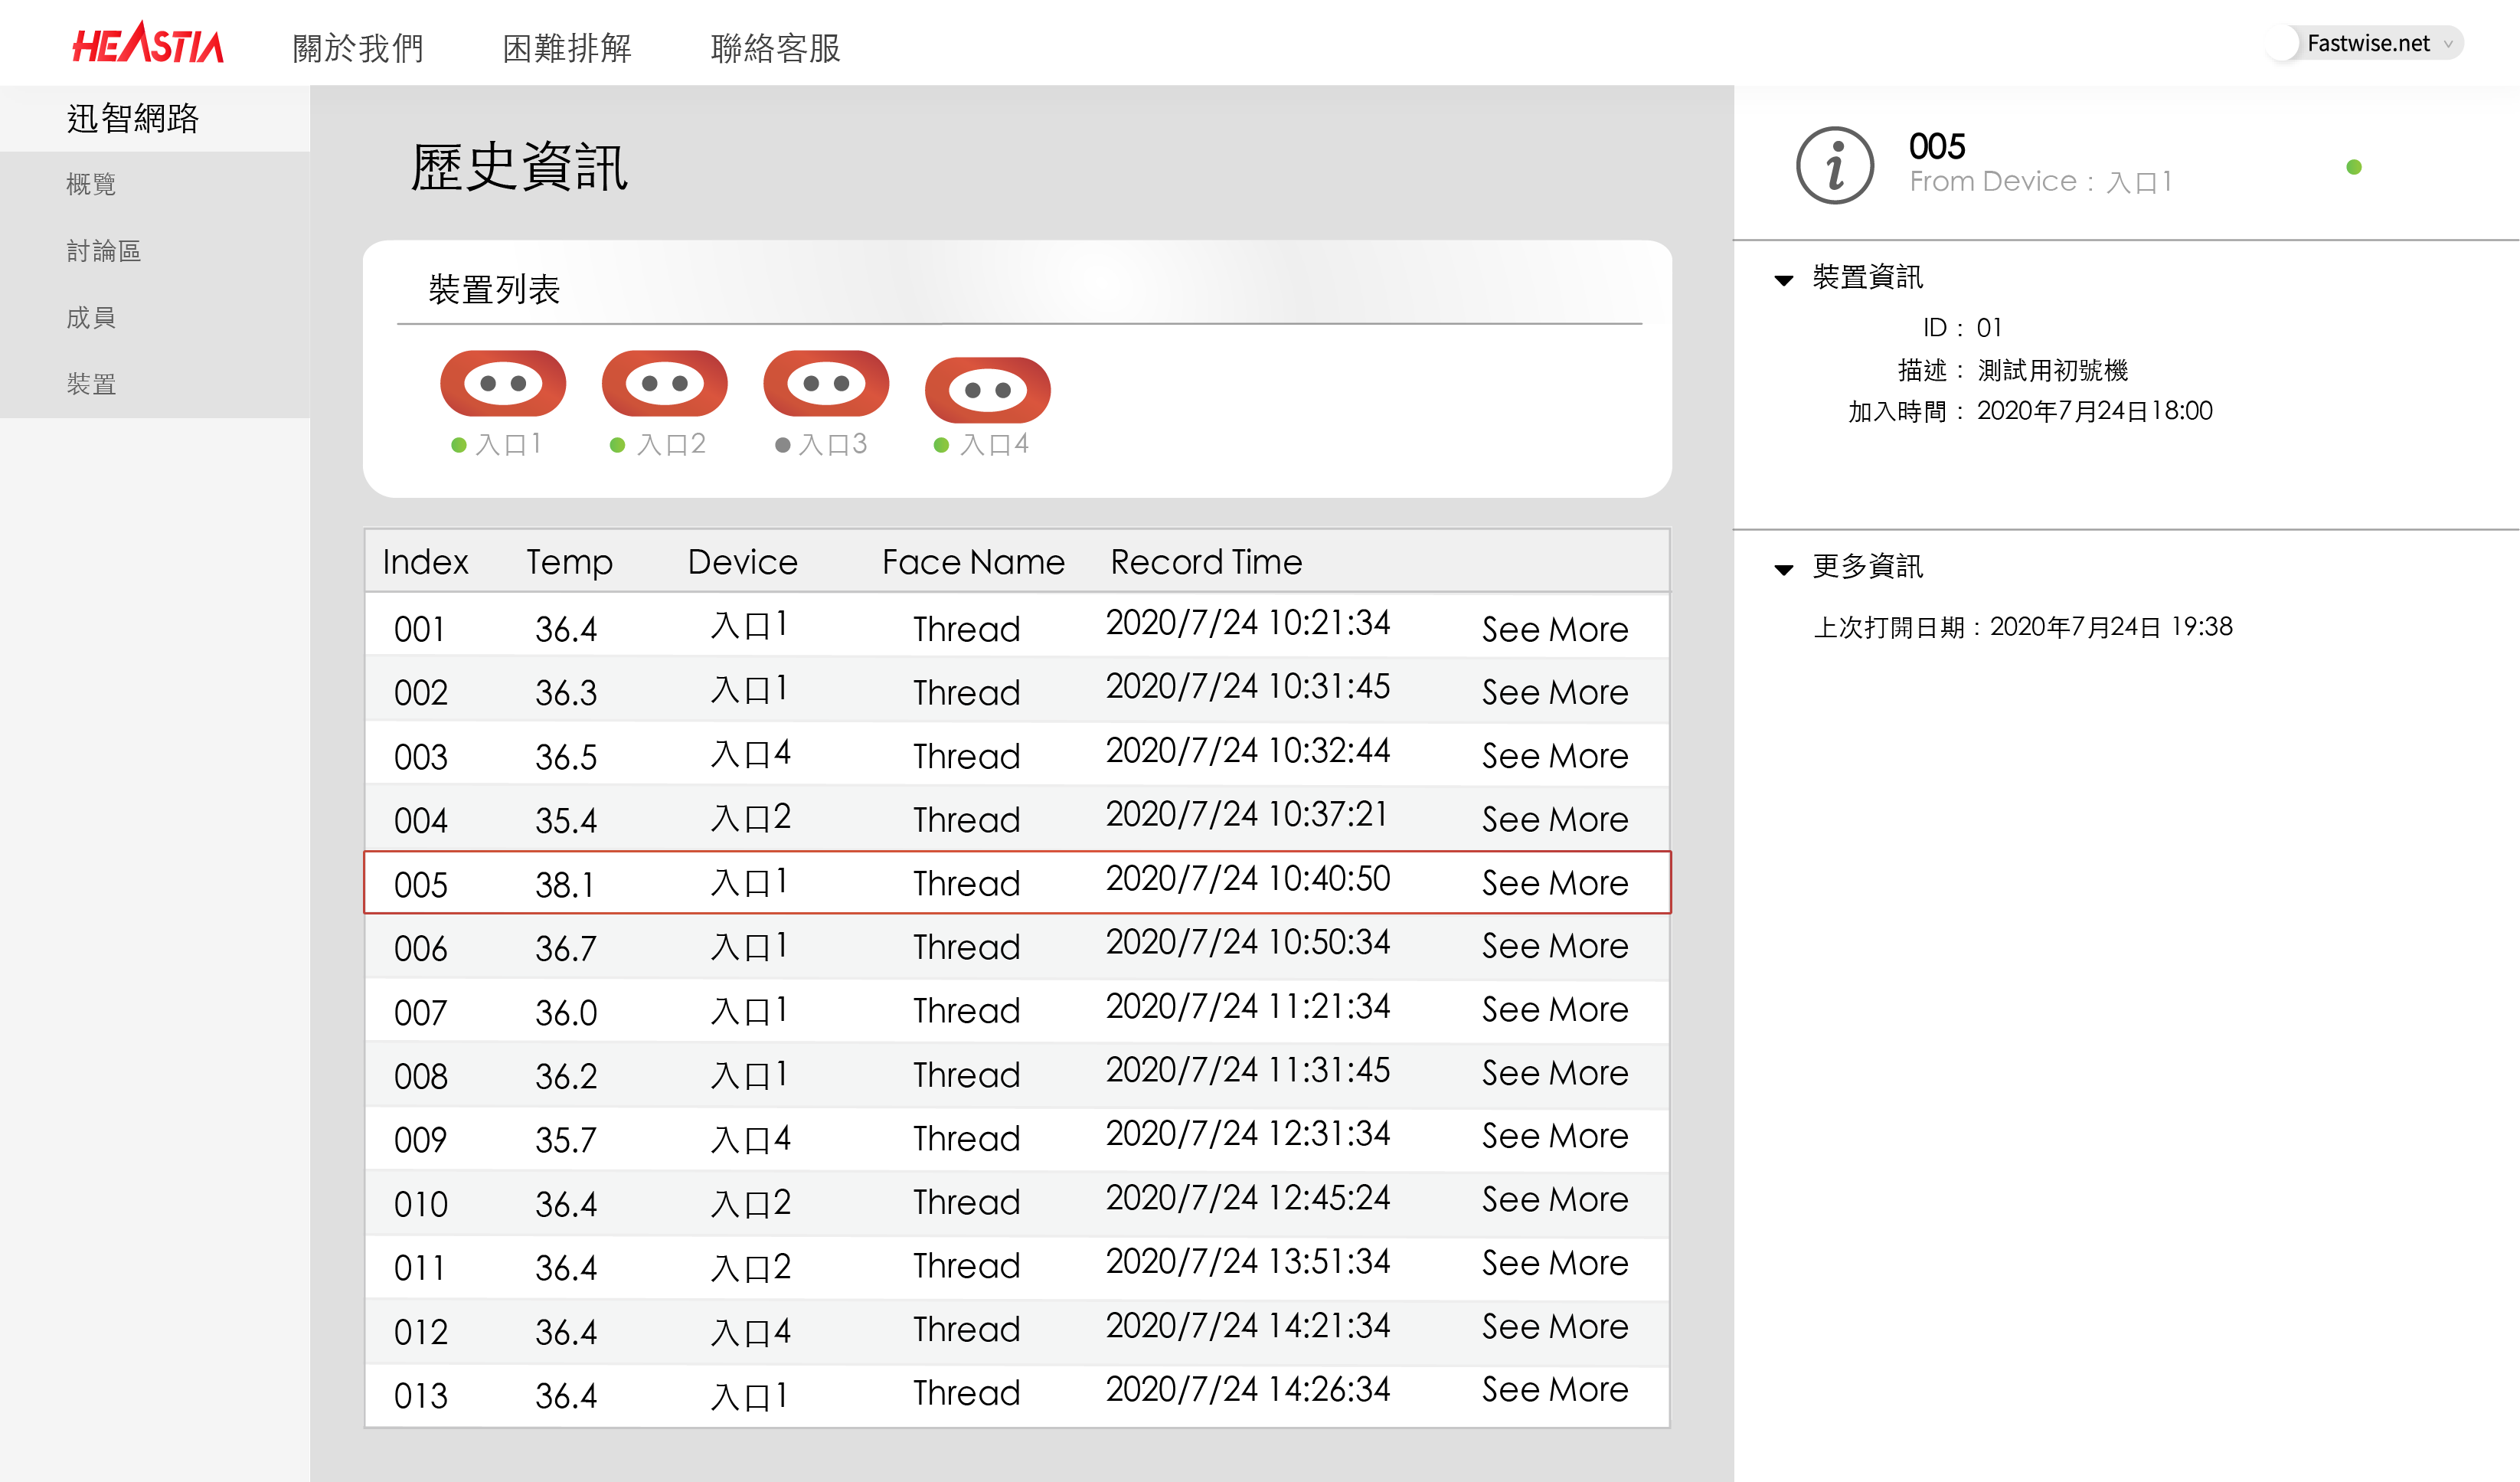 HEASTIA 關於我們 困難排解 聯絡客服 Fastwise.net
迅智網路
概覽
討論區
成員
裝置
歷史資訊
裝置列表
入口1 入口2 入口3 入口4
Index Temp Device Face Name Record Time
001 36.4 入口1 Thread 2020/7/24 10:21:34 See More
002 36.3 入口1 Thread 2020/7/24 10:31:45 See More
003 36.5 入口4 Thread 2020/7/24 10:32:44 See More
004 35.4 入口2 Thread 2020/7/24 10:37:21 See More
005 38.1 入口1 Thread 2020/7/24 10:40:50 See More
006 36.7 入口1 Thread 2020/7/24 10:50:34 See More
007 36.0 入口1 Thread 2020/7/24 11:21:34 See More
008 36.2 入口1 Thread 2020/7/24 11:31:45 See More
009 35.7 入口4 Thread 2020/7/24 12:31:34 See More
010 36.4 入口2 Thread 2020/7/24 12:45:24 See More
011 36.4 入口2 Thread 2020/7/24 13:51:34 See More
012 36.4 入口4 Thread 2020/7/24 14:21:34 See More
013 36.4 入口1 Thread 2020/7/24 14:26:34 See More
005
From Device：入口1
裝置資訊
ID： 01
描述： 測試用初號機
加入時間： 2020年7月24日18:00
更多資訊
上次打開日期：2020年7月24日 19:38